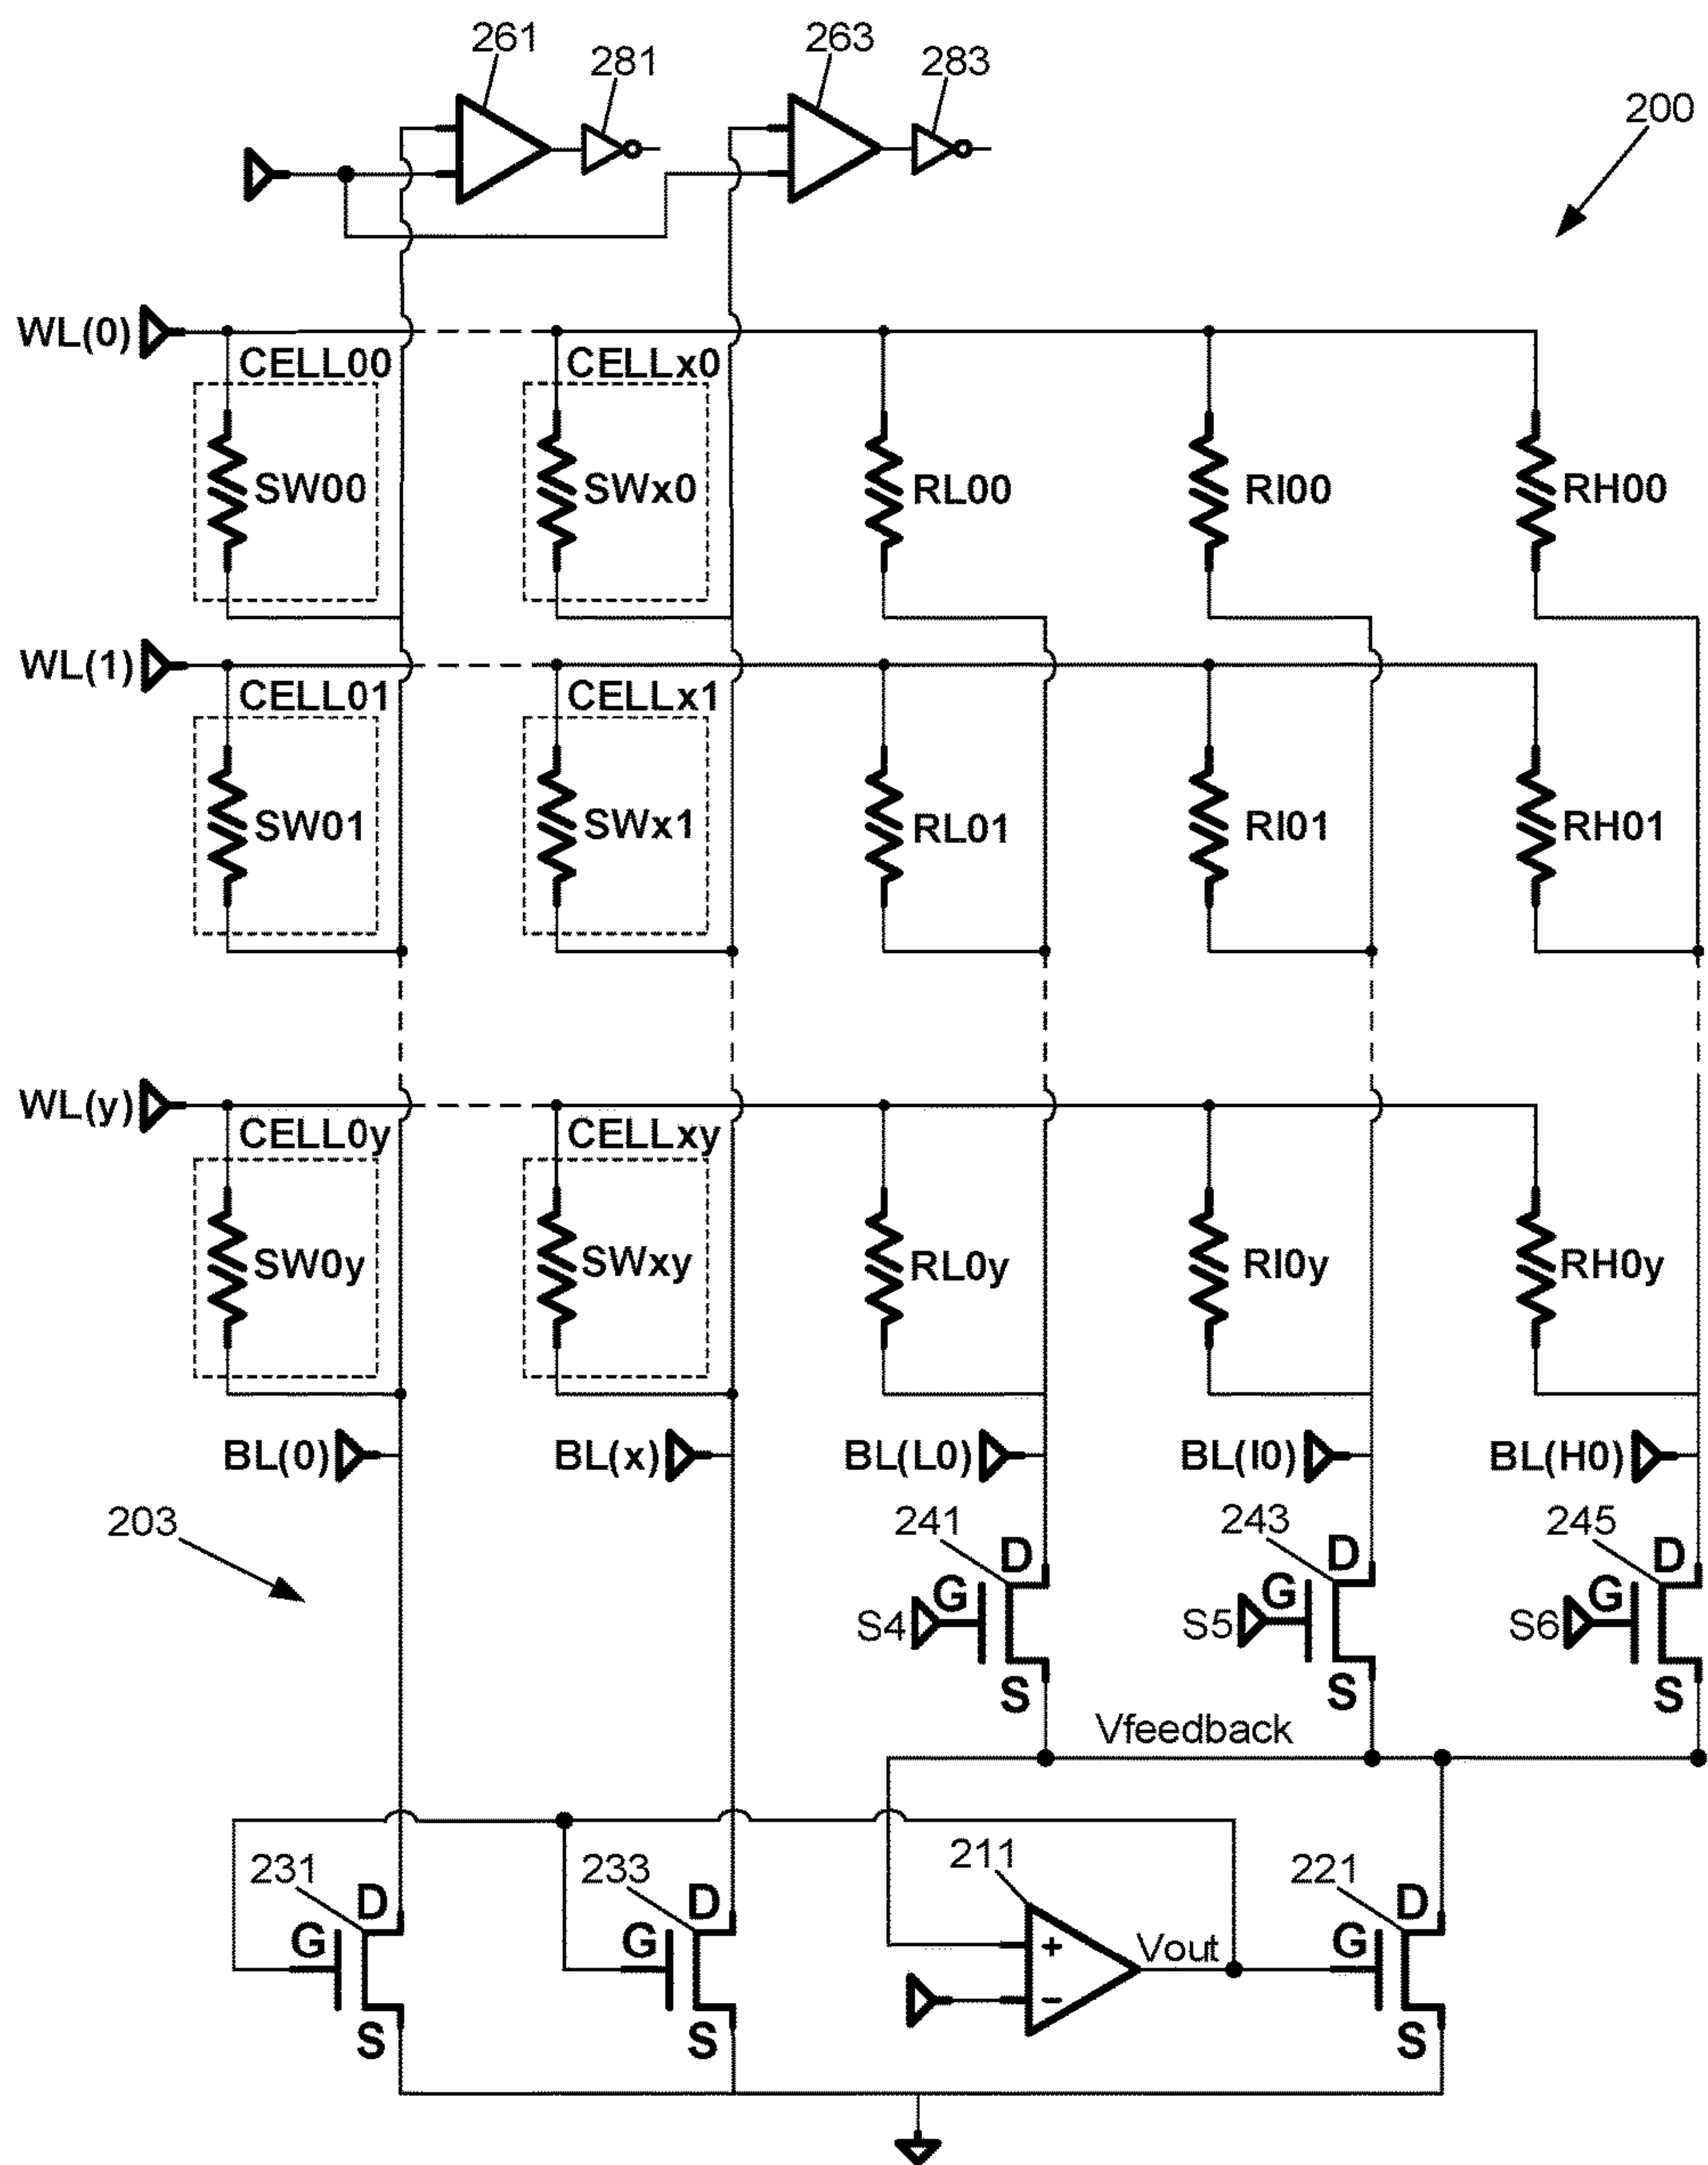 261
281
263
283
200
WL(0)
CELL00
CELLx0
SW00
SWx0
RL00
RI00
RH00
WL(1)
CELL01
CELLx1
SW01
SWx1
RL01
RI01
RH01
WL(y)
CELL0y
CELLxy
SW0y
SWxy
RL0y
RI0y
RH0y
BL(0)
BL(x)
BL(L0)
BL(I0)
BL(H0)
203
241
243
245
D
D
D
G
G
G
S4
S5
S6
S
S
S
Vfeedback
231
233
211
221
D
D
D
G
G
+
Vout
G
−
S
S
S